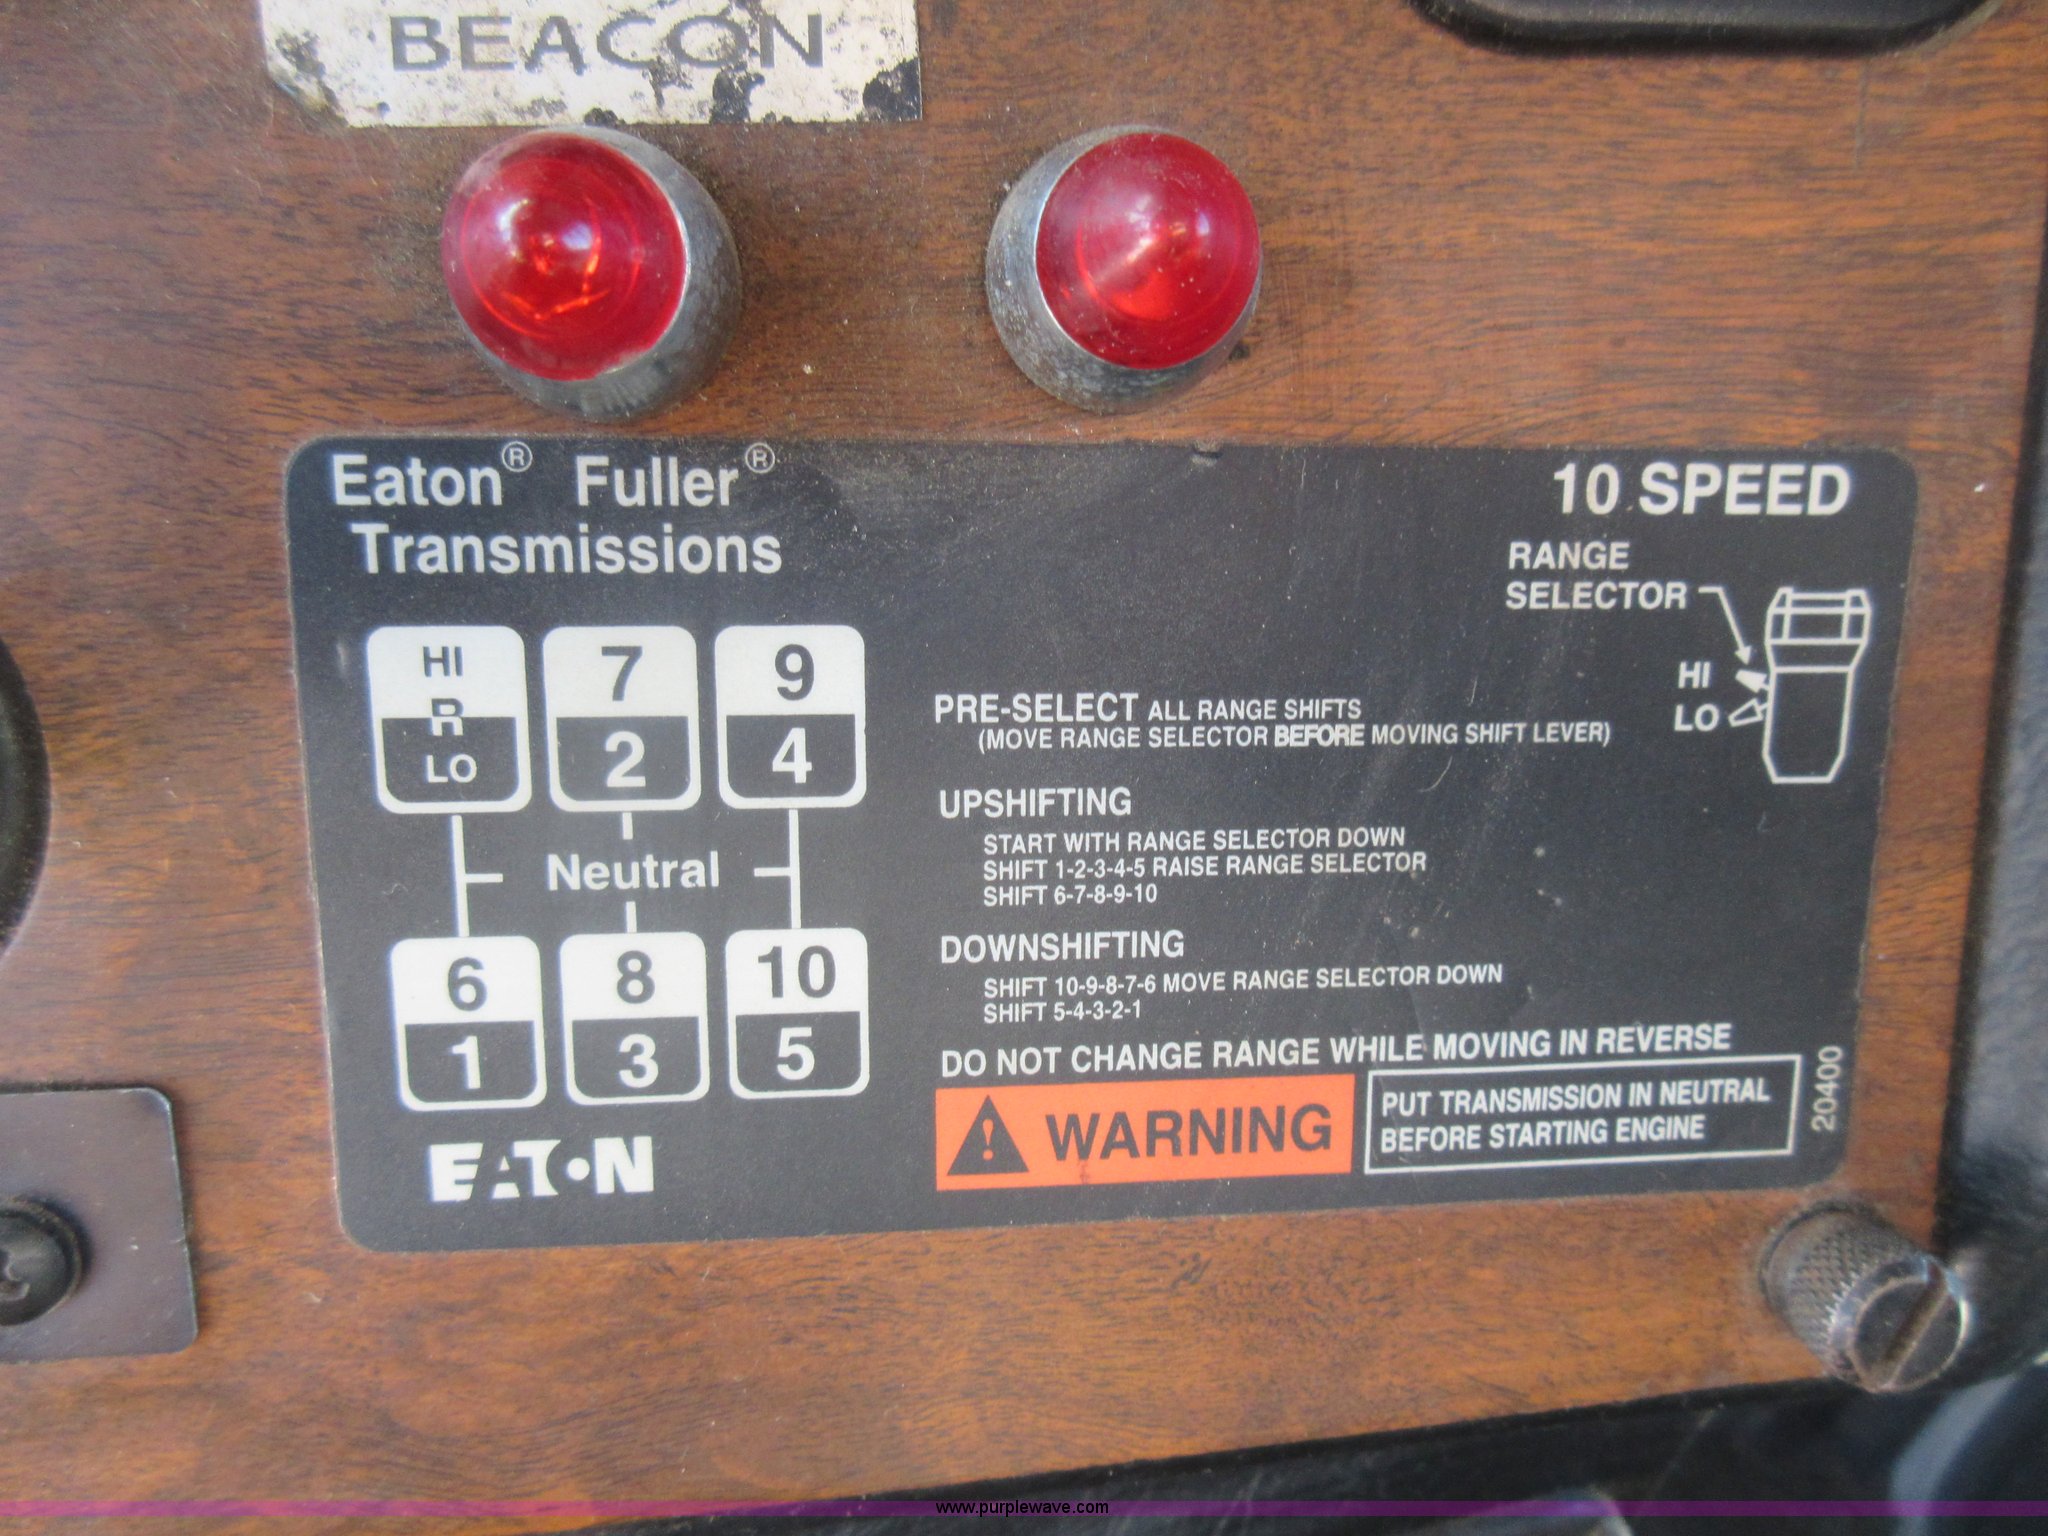 BEACON
Eaton® Fuller®
Transmissions
10 SPEED
RANGE
SELECTOR
HI
LO
HI
R
LO
7
2
9
4
Neutral
6
1
8
3
10
5
EATON
PRE-SELECT ALL RANGE SHIFTS
(MOVE RANGE SELECTOR BEFORE MOVING SHIFT LEVER)
UPSHIFTING
START WITH RANGE SELECTOR DOWN
SHIFT 1-2-3-4-5 RAISE RANGE SELECTOR
SHIFT 6-7-8-9-10
DOWNSHIFTING
SHIFT 10-9-8-7-6 MOVE RANGE SELECTOR DOWN
SHIFT 5-4-3-2-1
DO NOT CHANGE RANGE WHILE MOVING IN REVERSE
! WARNING
PUT TRANSMISSION IN NEUTRAL
BEFORE STARTING ENGINE
20400
www.purplewave.com